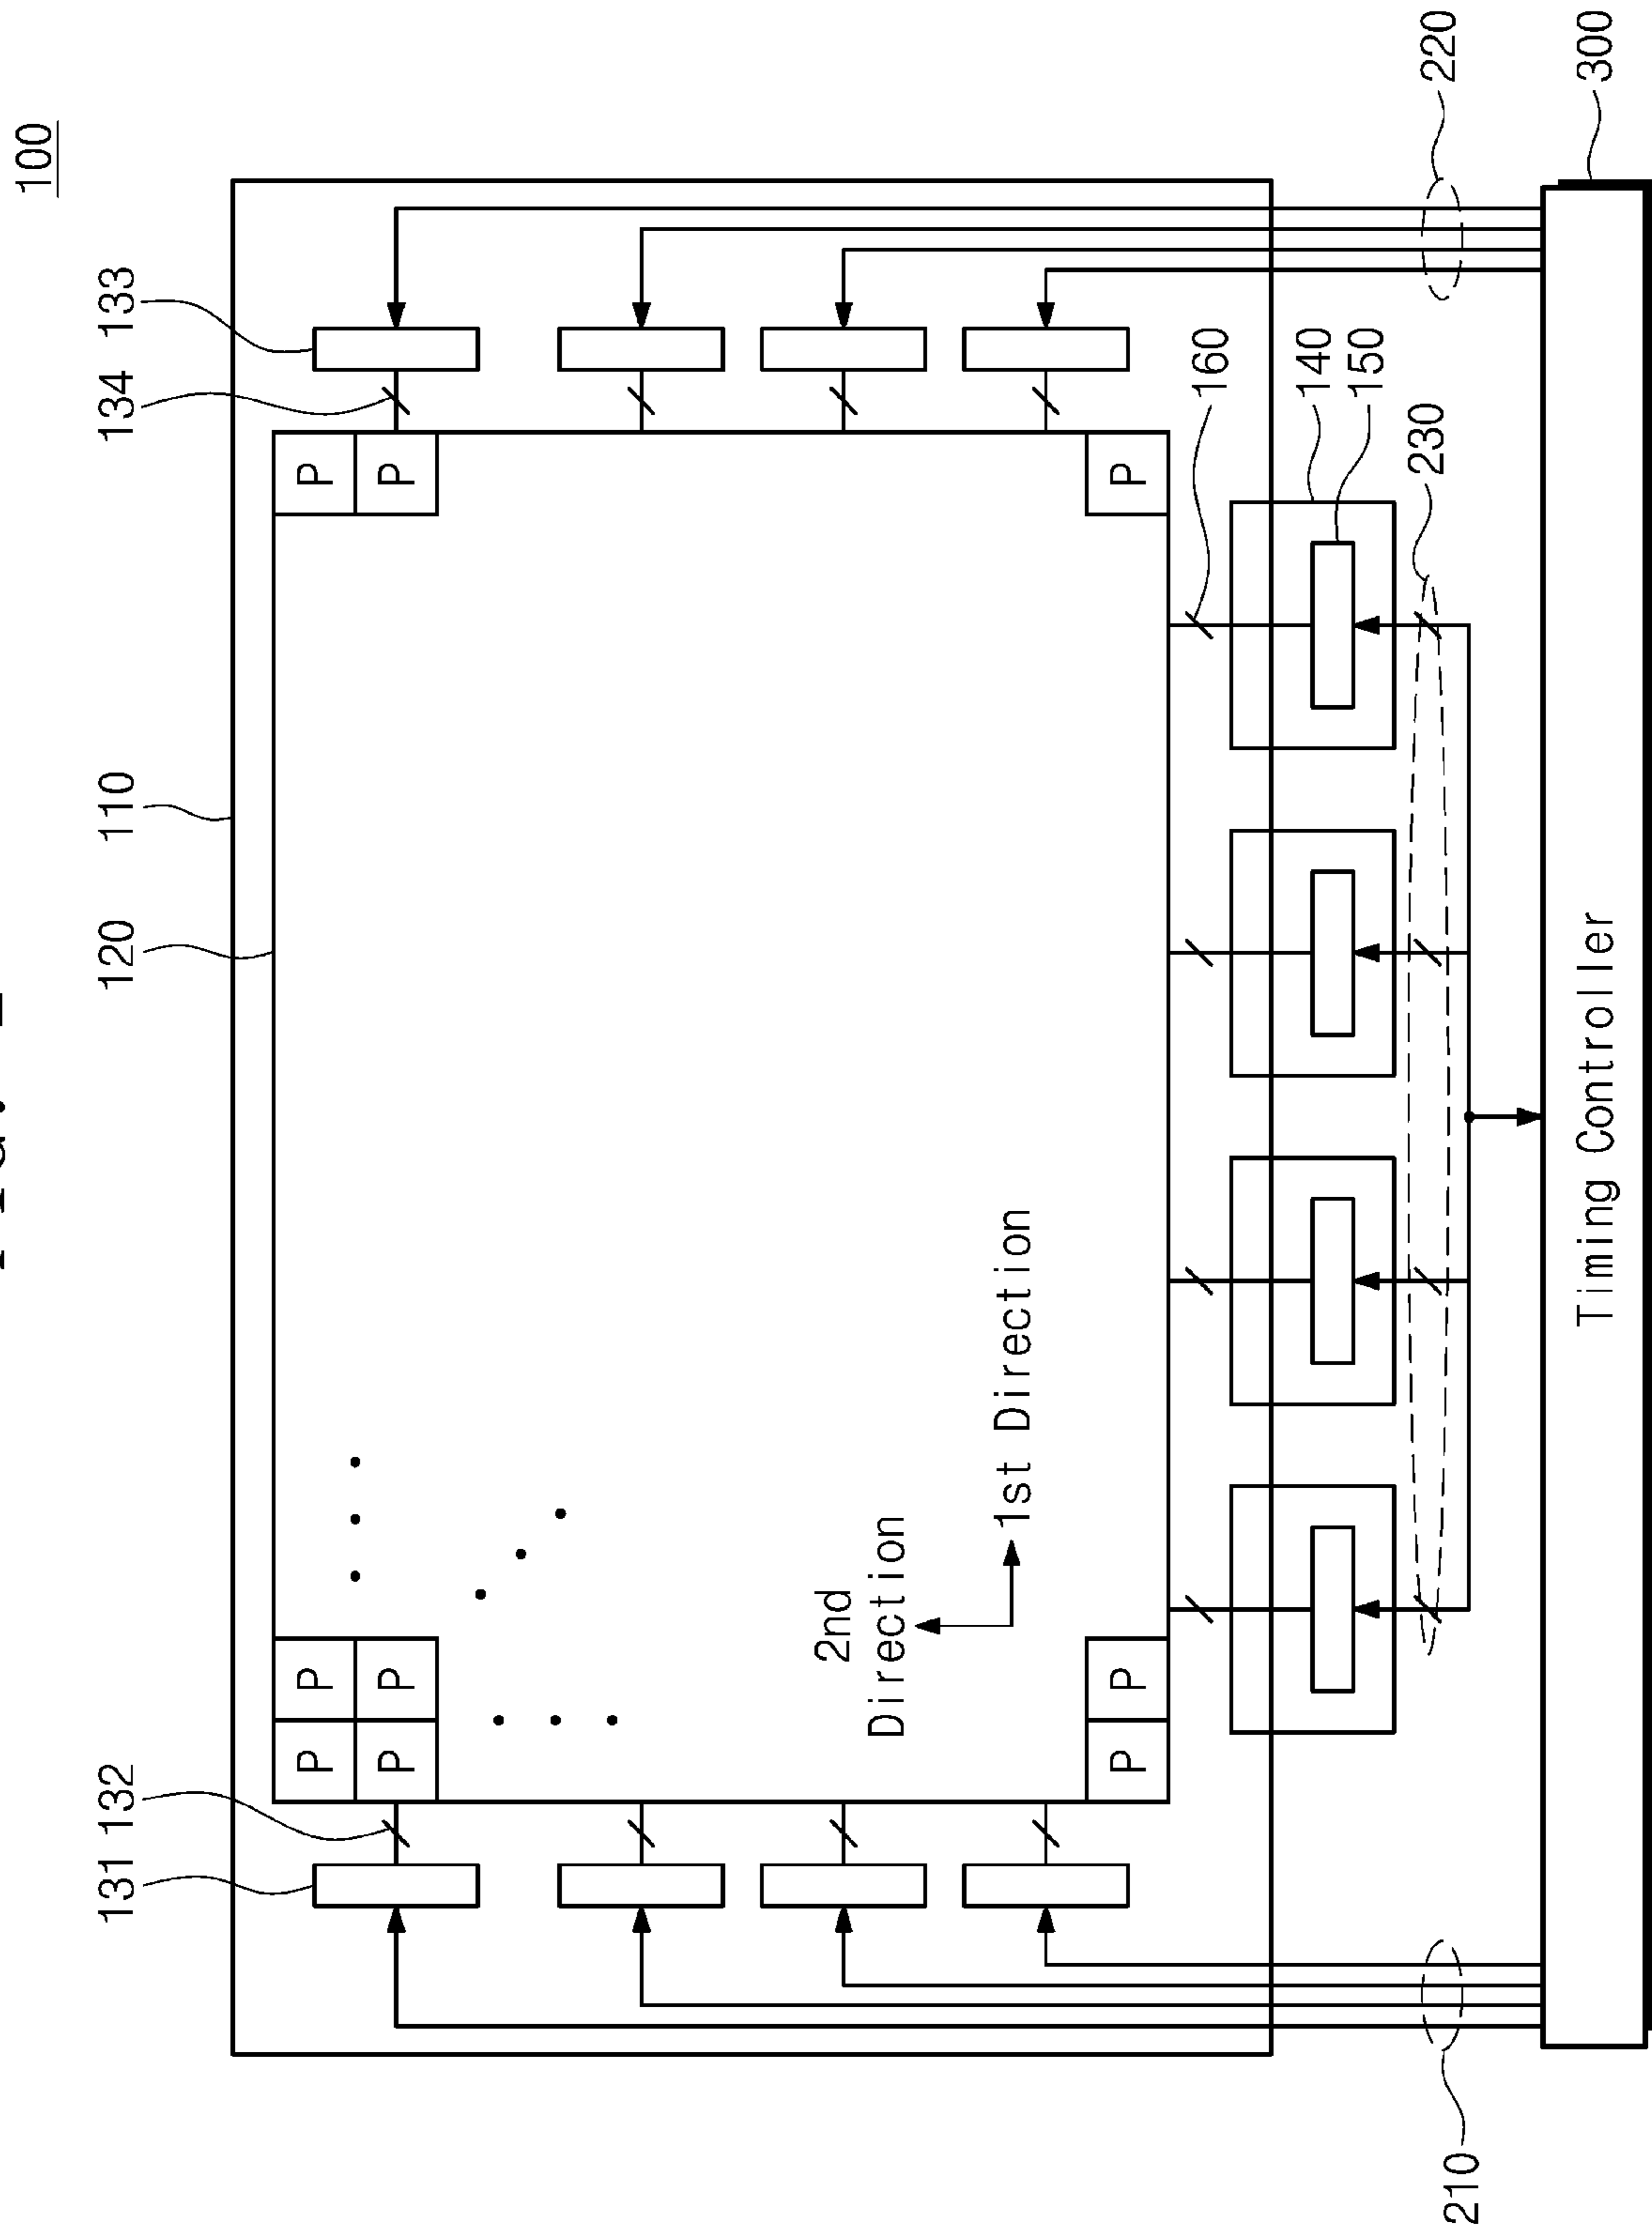 100
120
110
131
132
134
133
P
P
P
P
P
P
2nd
Direction
1st Direction
P
P
P
160
140
150
230
210
220
Timing Controller
300